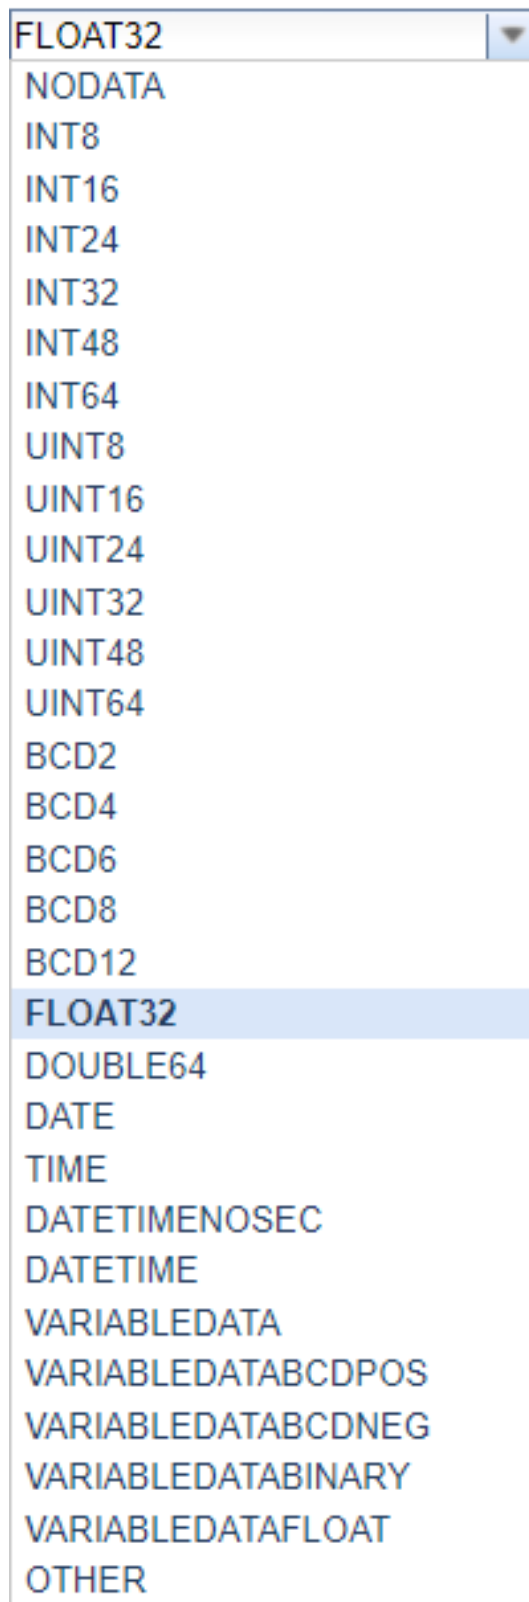 FLOAT32
NODATA
INT8
INT16
INT24
INT32
INT48
INT64
UINT8
UINT16
UINT24
UINT32
UINT48
UINT64
BCD2
BCD4
BCD6
BCD8
BCD12
FLOAT32
DOUBLE64
DATE
TIME
DATETIMENOSEC
DATETIME
VARIABLEDATA
VARIABLEDATABCDPOS
VARIABLEDATABCDNEG
VARIABLEDATABINARY
VARIABLEDATAFLOAT
OTHER